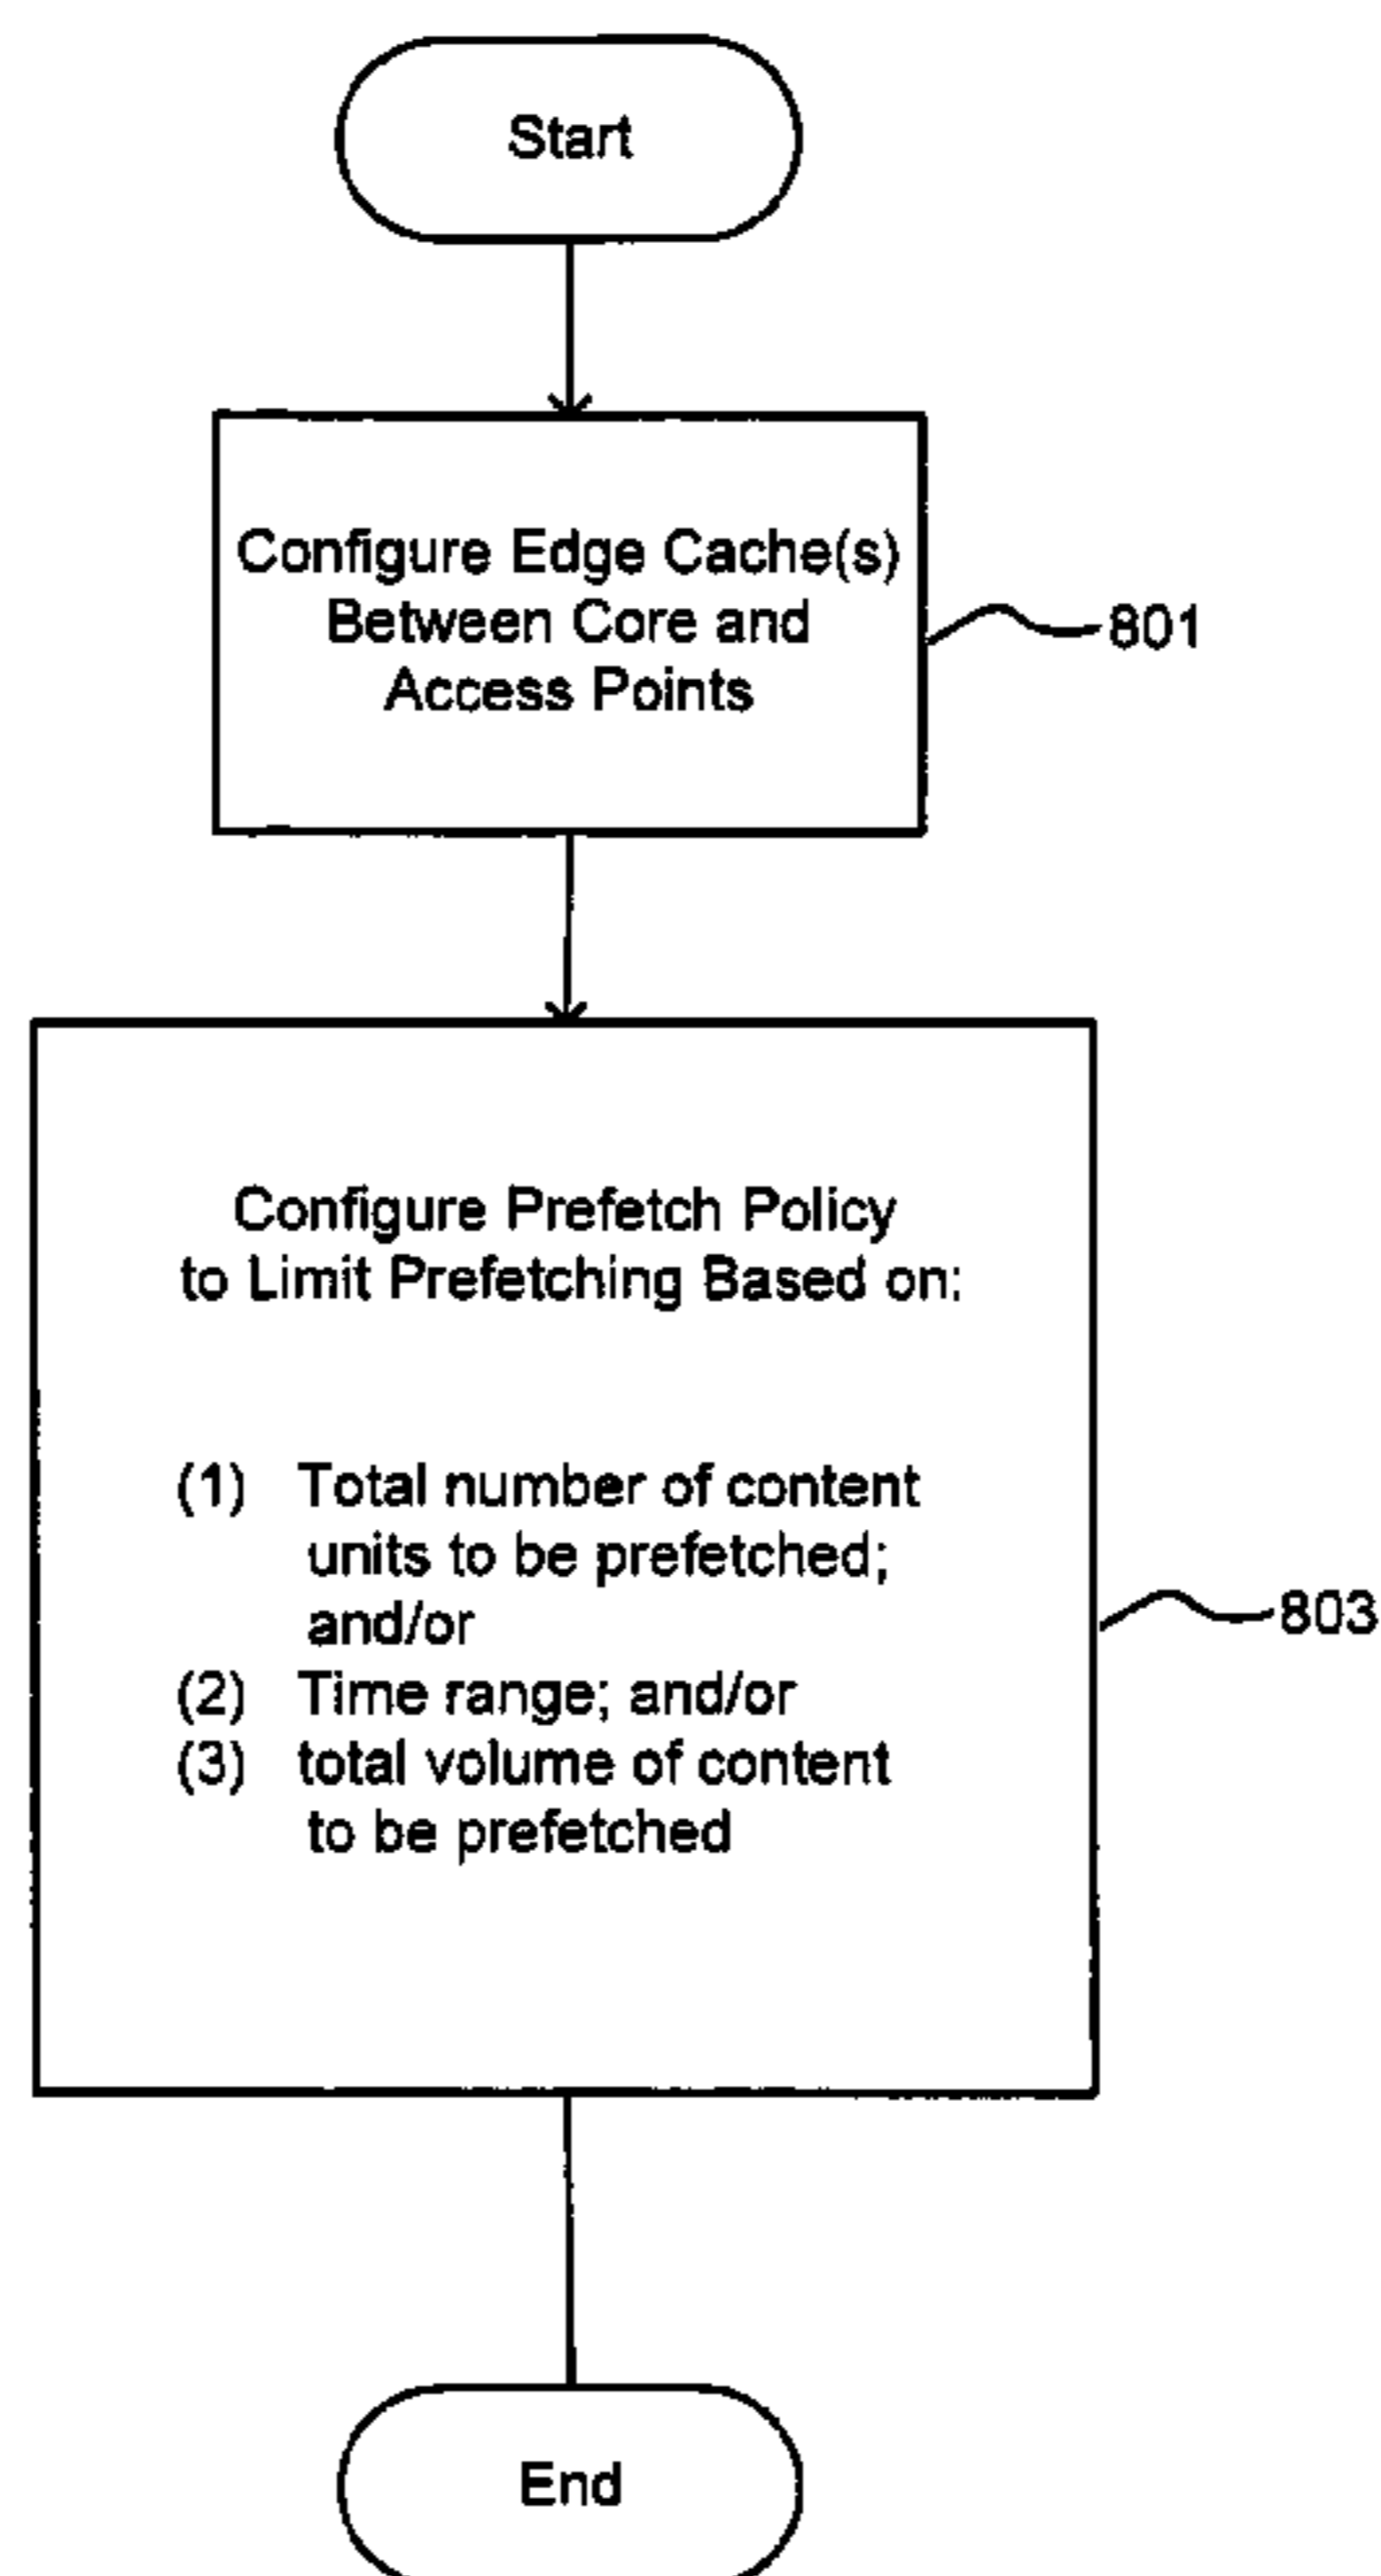 Start
Configure Edge Cache(s)
Between Core and
Access Points
801
Configure Prefetch Policy
to Limit Prefetching Based on:
(1) Total number of content
units to be prefetched;
and/or
(2) Time range; and/or
(3) total volume of content
to be prefetched
803
End